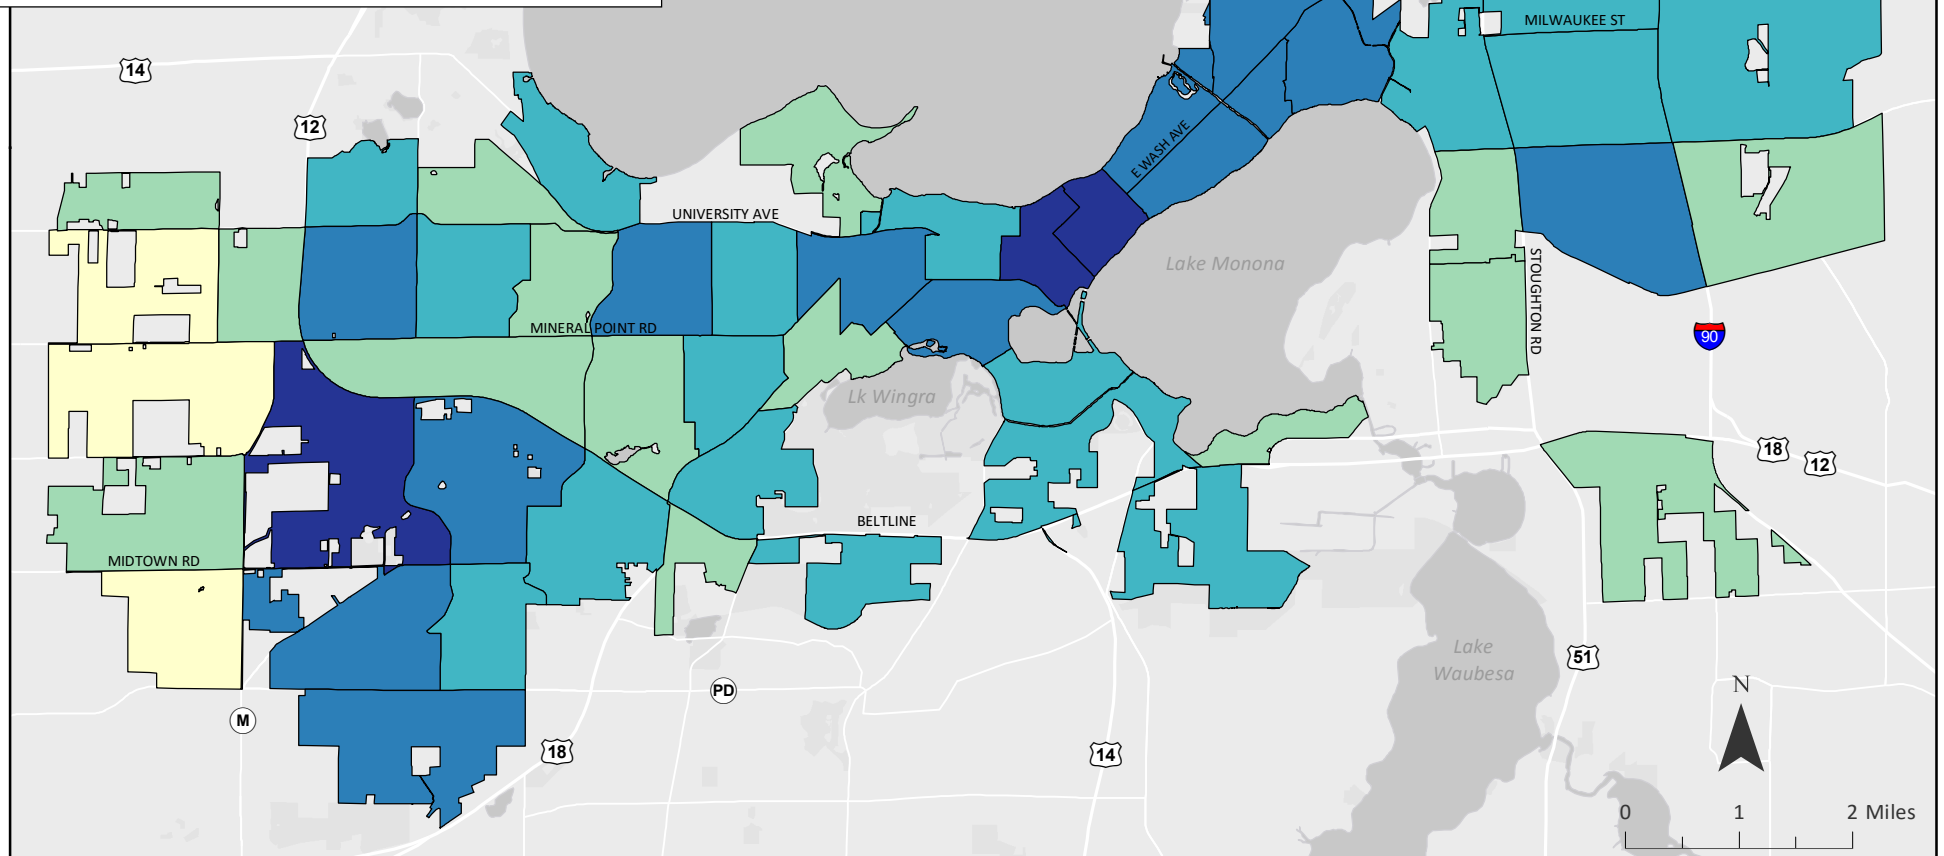 MILWAUKEE ST
14
12
E WASH AVE
UNIVERSITY AVE
Lake Monona
STOUGHTON RD
MINERAL POINT RD
90
Lk Wingra
18
12
BELTLINE
MIDTOWN RD
Lake
Waubesa
51
PD
N
M
18
14
0 1 2 Miles